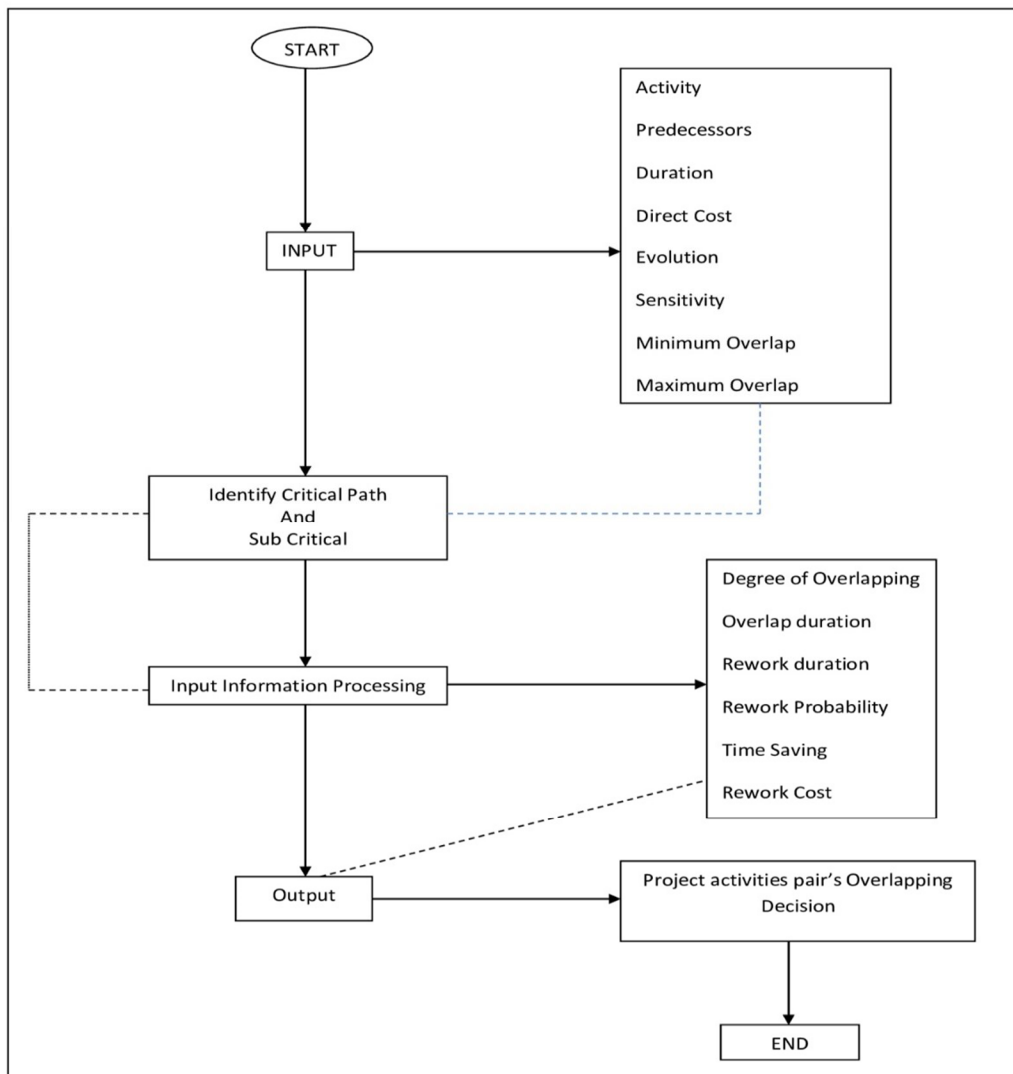 START
INPUT
Activity
Predecessors
Duration
Direct Cost
Evolution
Sensitivity
Minimum Overlap
Maximum Overlap
Identify Critical Path
And
Sub Critical
Input Information Processing
Degree of Overlapping
Overlap duration
Rework duration
Rework Probability
Time Saving
Rework Cost
Output
Project activities pair’s Overlapping
Decision
END